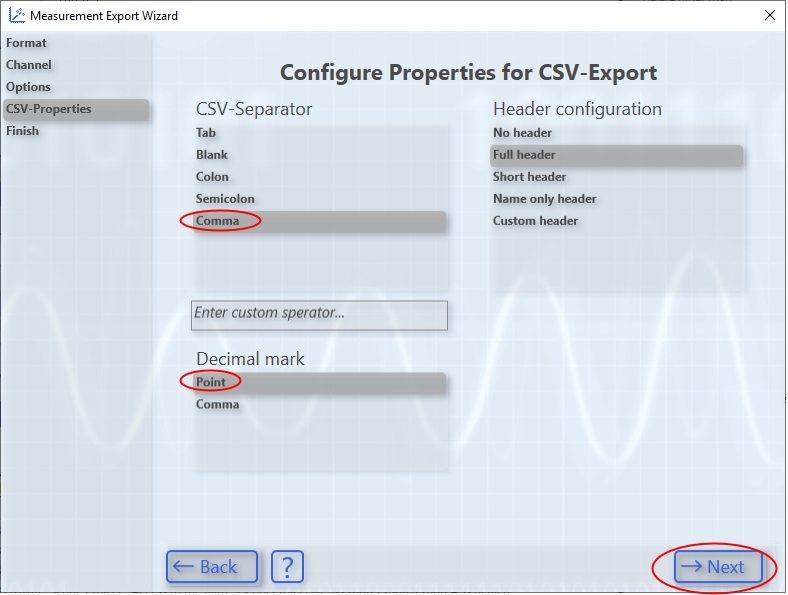 Measurement Export Wizard
Format
Channel
Options
CSV-Properties
Finish
Configure Properties for CSV-Export
CSV-Separator
Tab
Blank
Colon
Semicolon
Comma
Enter custom sperator...
Decimal mark
Point
Comma
Header configuration
No header
Full header
Short header
Name only header
Custom header
Back
?
Next